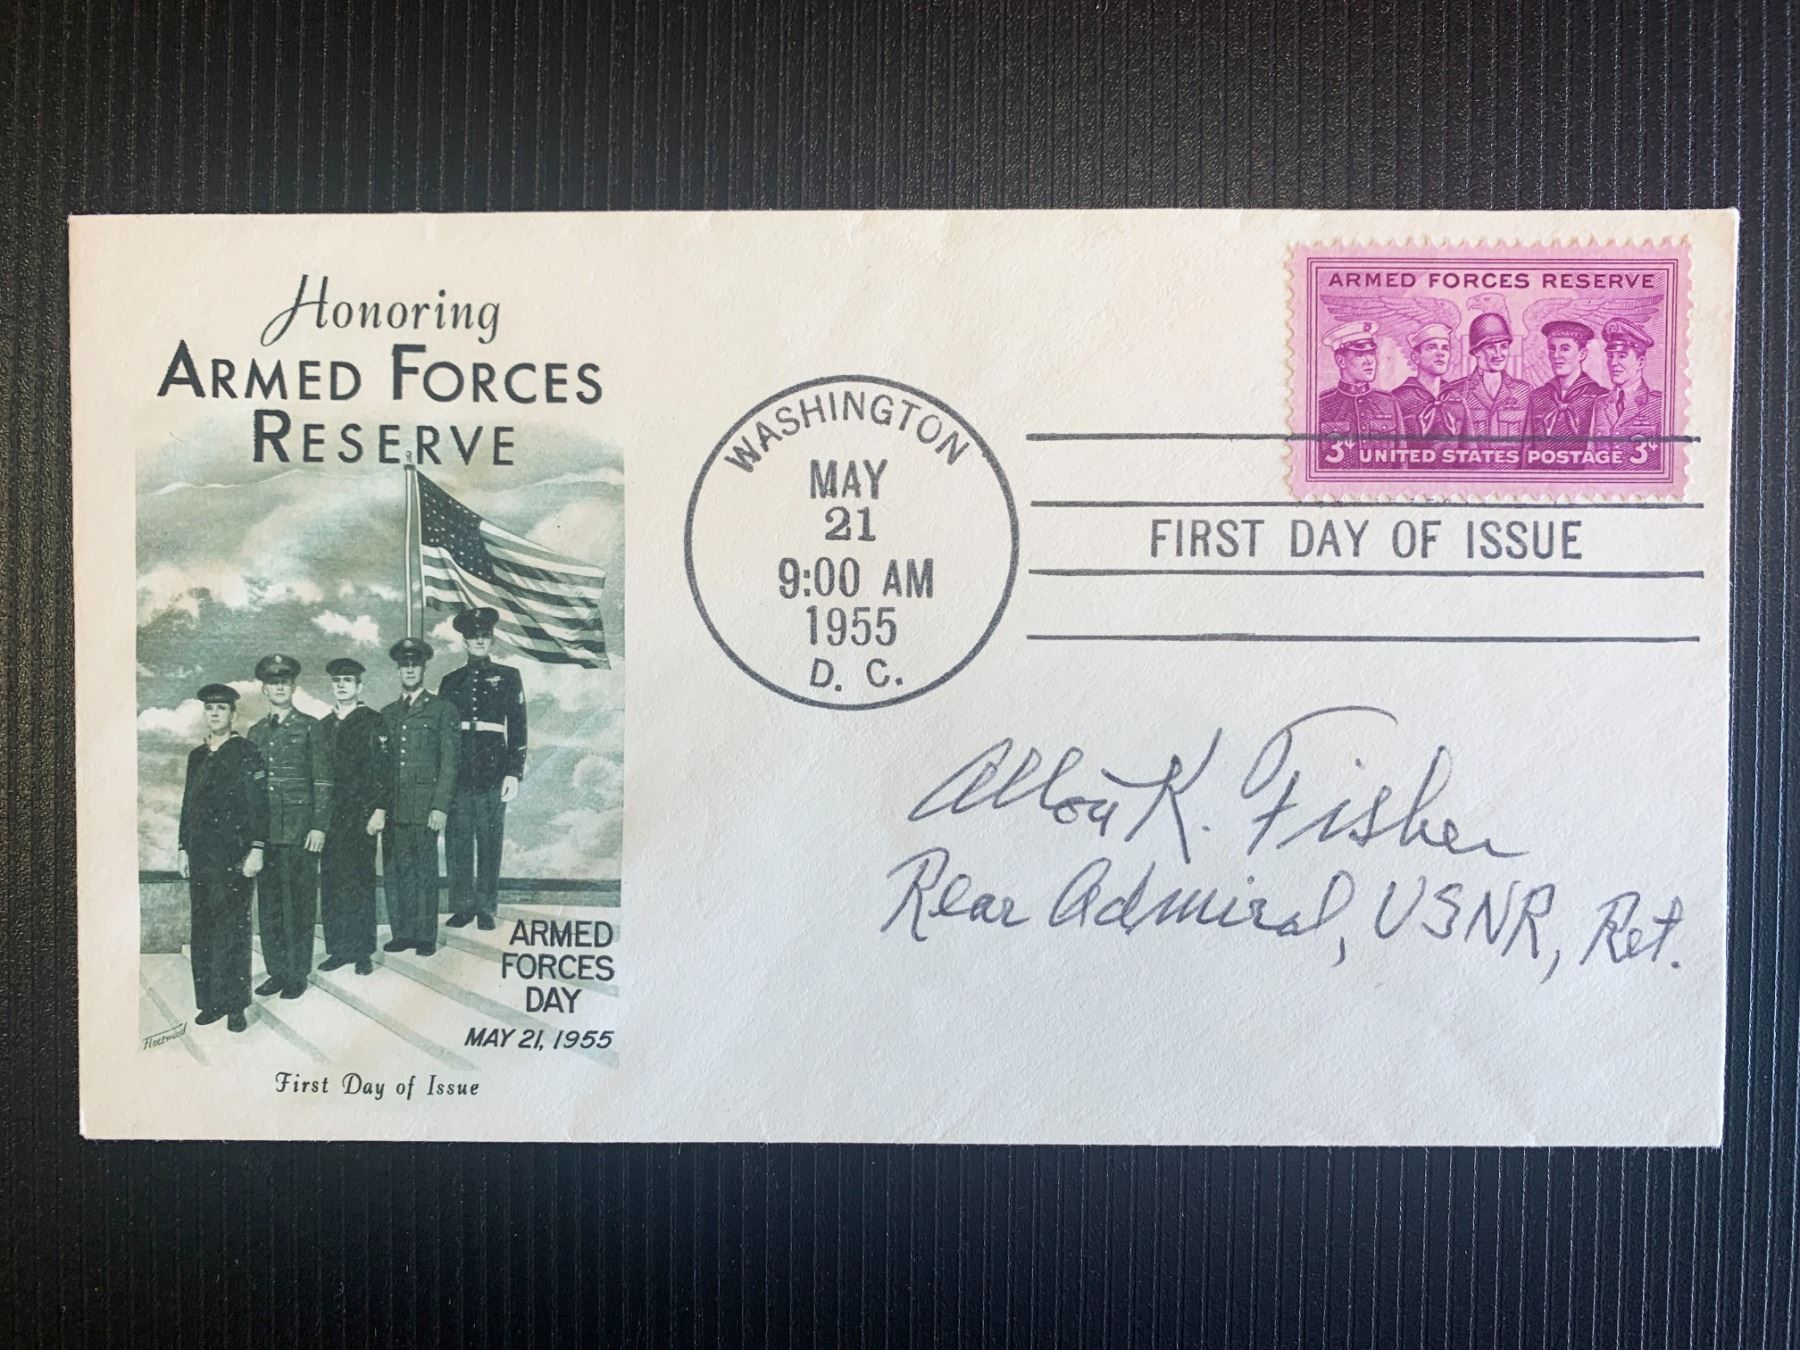 Honoring
ARMED FORCES
RESERVE
ARMED
FORCES
DAY
MAY 21, 1955
Fleetwood
First Day of Issue
WASHINGTON
MAY
21
9:00 AM
1955
D. C.
ARMED FORCES RESERVE
3¢ UNITED STATES POSTAGE 3¢
FIRST DAY OF ISSUE
K. Fisher
Rear Admiral, USNR, Ret.